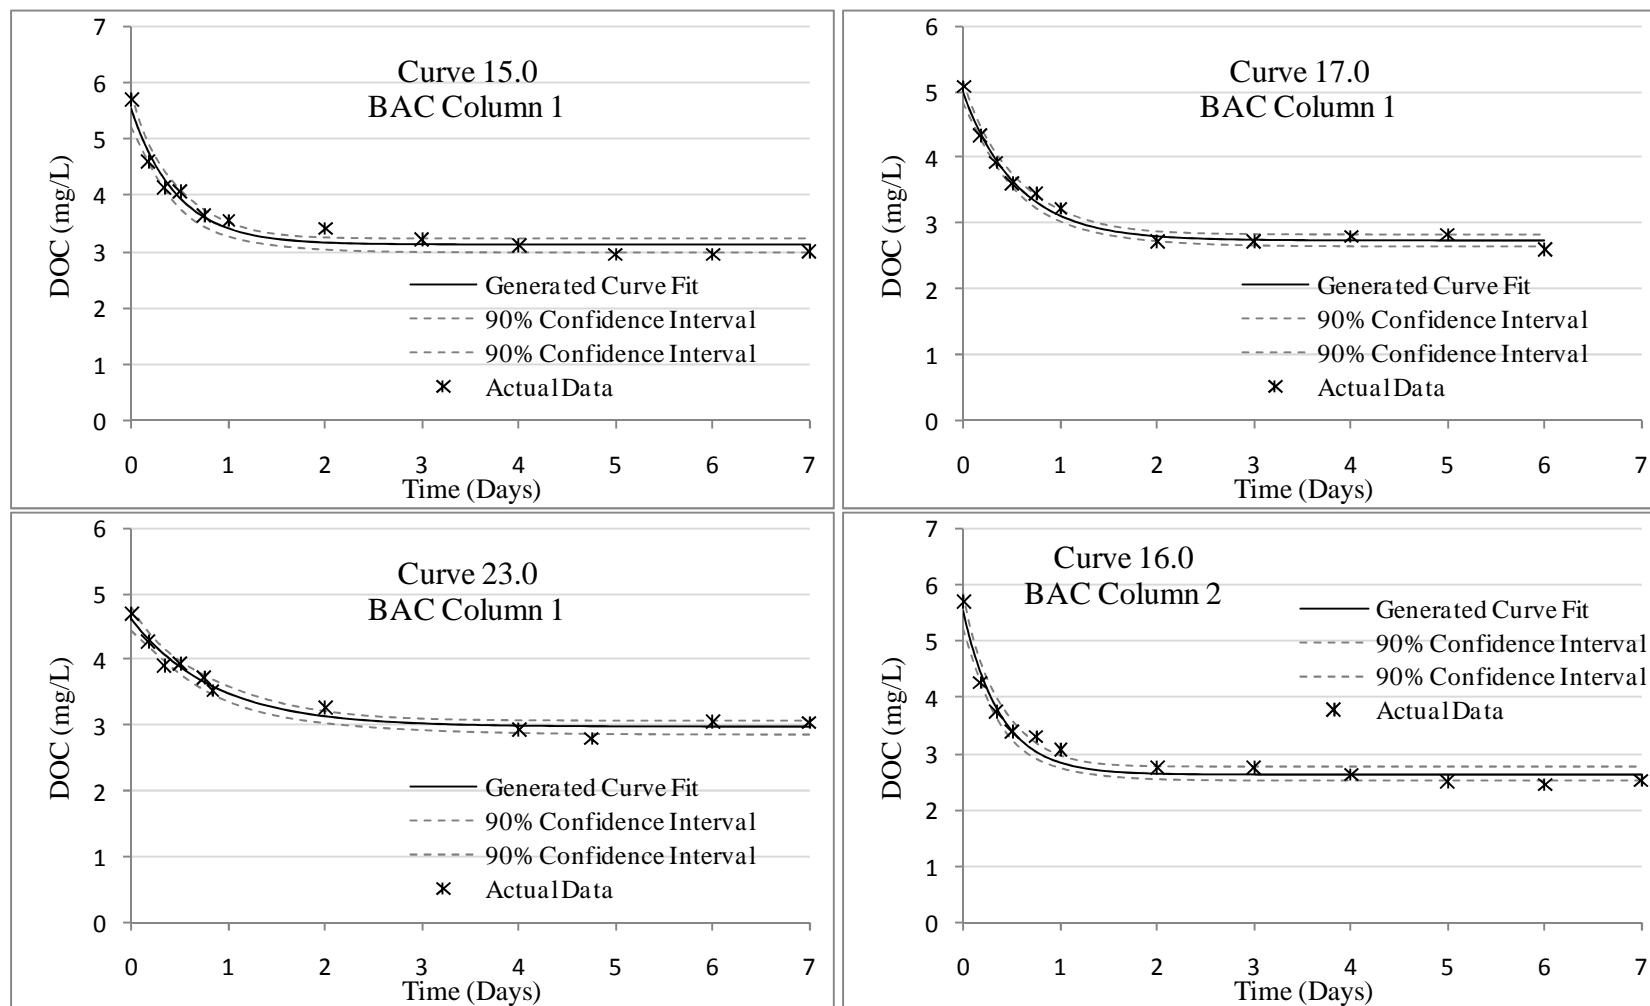 7
6
5
4
3
2
1
0
DOC (mg/L)
Curve 15.0
BAC Column 1
Generated Curve Fit
90% Confidence Interval
90% Confidence Interval
Actual Data
0 1 2 3 4 5 6 7
Time (Days)
6
5
4
3
2
1
0
DOC (mg/L)
Curve 17.0
BAC Column 1
Generated Curve Fit
90% Confidence Interval
90% Confidence Interval
Actual Data
0 1 2 3 4 5 6 7
Time (Days)
6
5
4
3
2
1
0
DOC (mg/L)
Curve 23.0
BAC Column 1
Generated Curve Fit
90% Confidence Interval
90% Confidence Interval
Actual Data
0 1 2 3 4 5 6 7
Time (Days)
7
6
5
4
3
2
1
0
DOC (mg/L)
Curve 16.0
BAC Column 2
Generated Curve Fit
90% Confidence Interval
90% Confidence Interval
Actual Data
0 1 2 3 4 5 6 7
Time (Days)